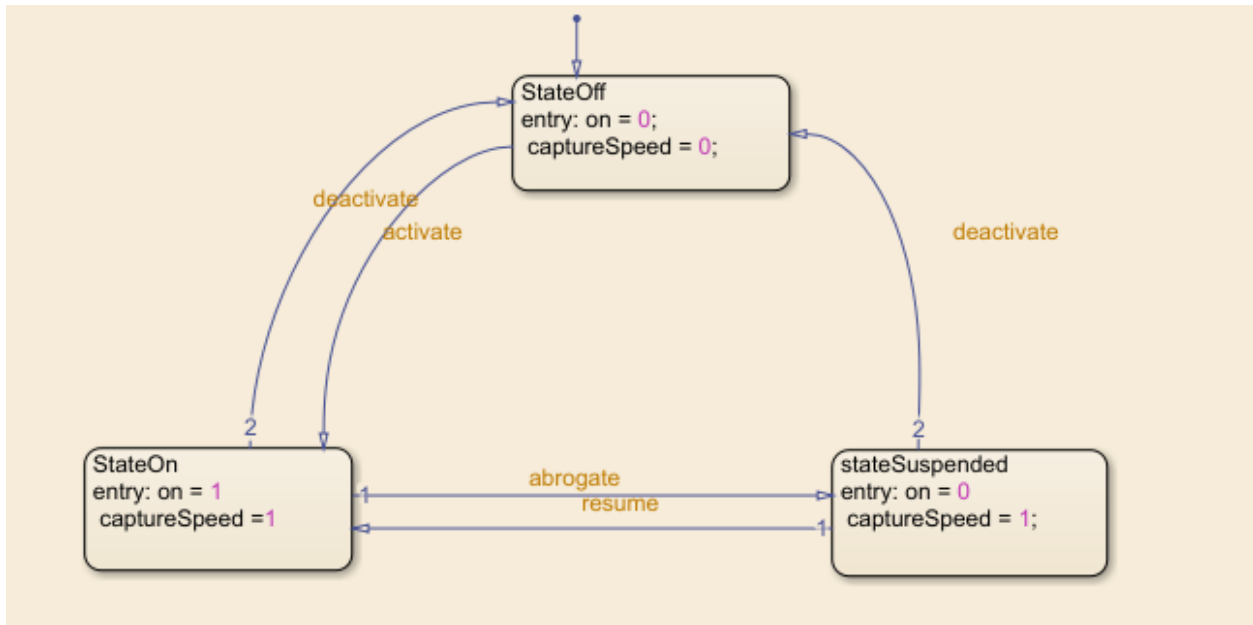 StateOff
entry: on = 0;
captureSpeed = 0;
deactivate
activate
deactivate
2
2
StateOn
entry: on = 1
captureSpeed =1
1
abrogate
resume
1
stateSuspended
entry: on = 0
captureSpeed = 1;